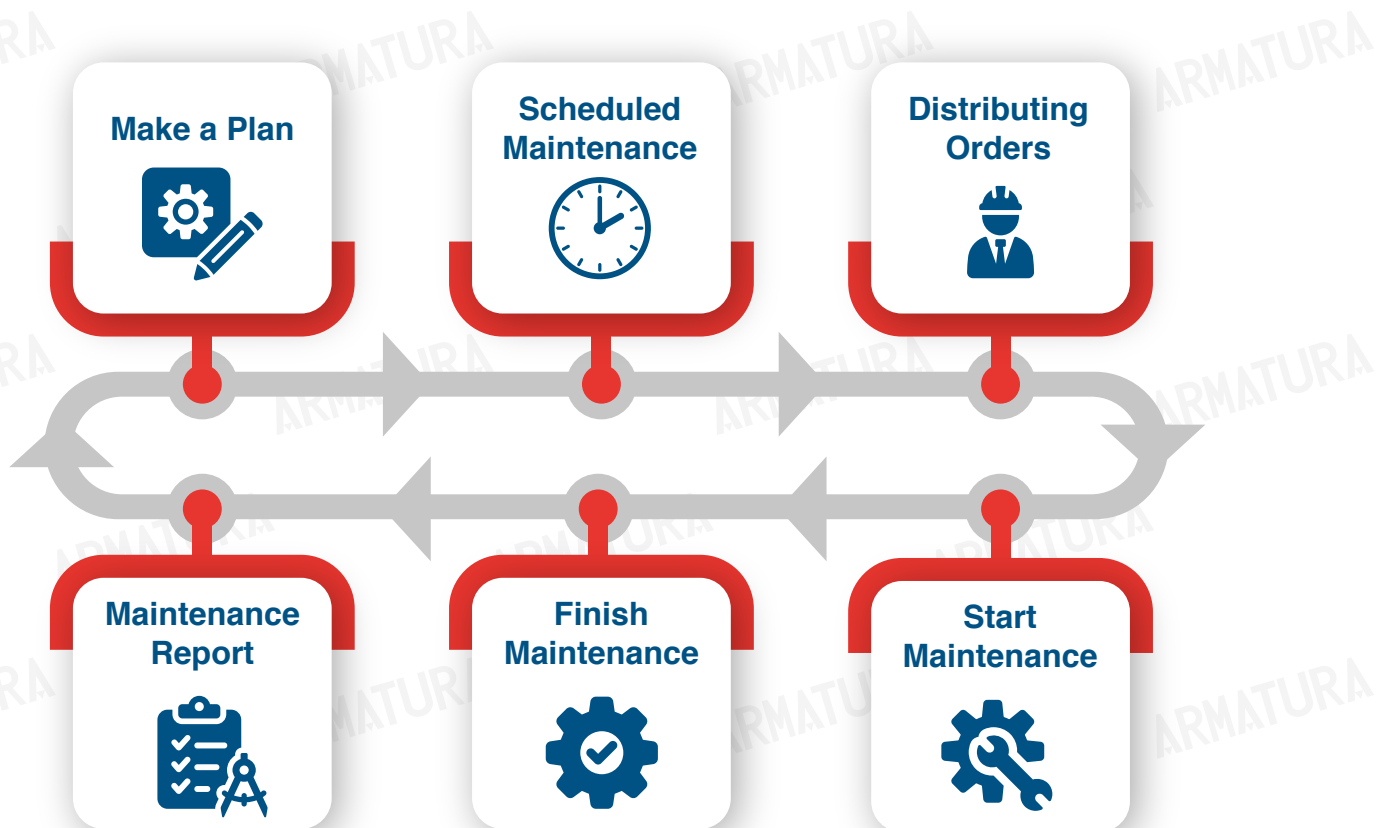 Make a Plan
Scheduled
Maintenance
Distributing
Orders
Maintenance
Report
Finish
Maintenance
Start
Maintenance
ARMATURA